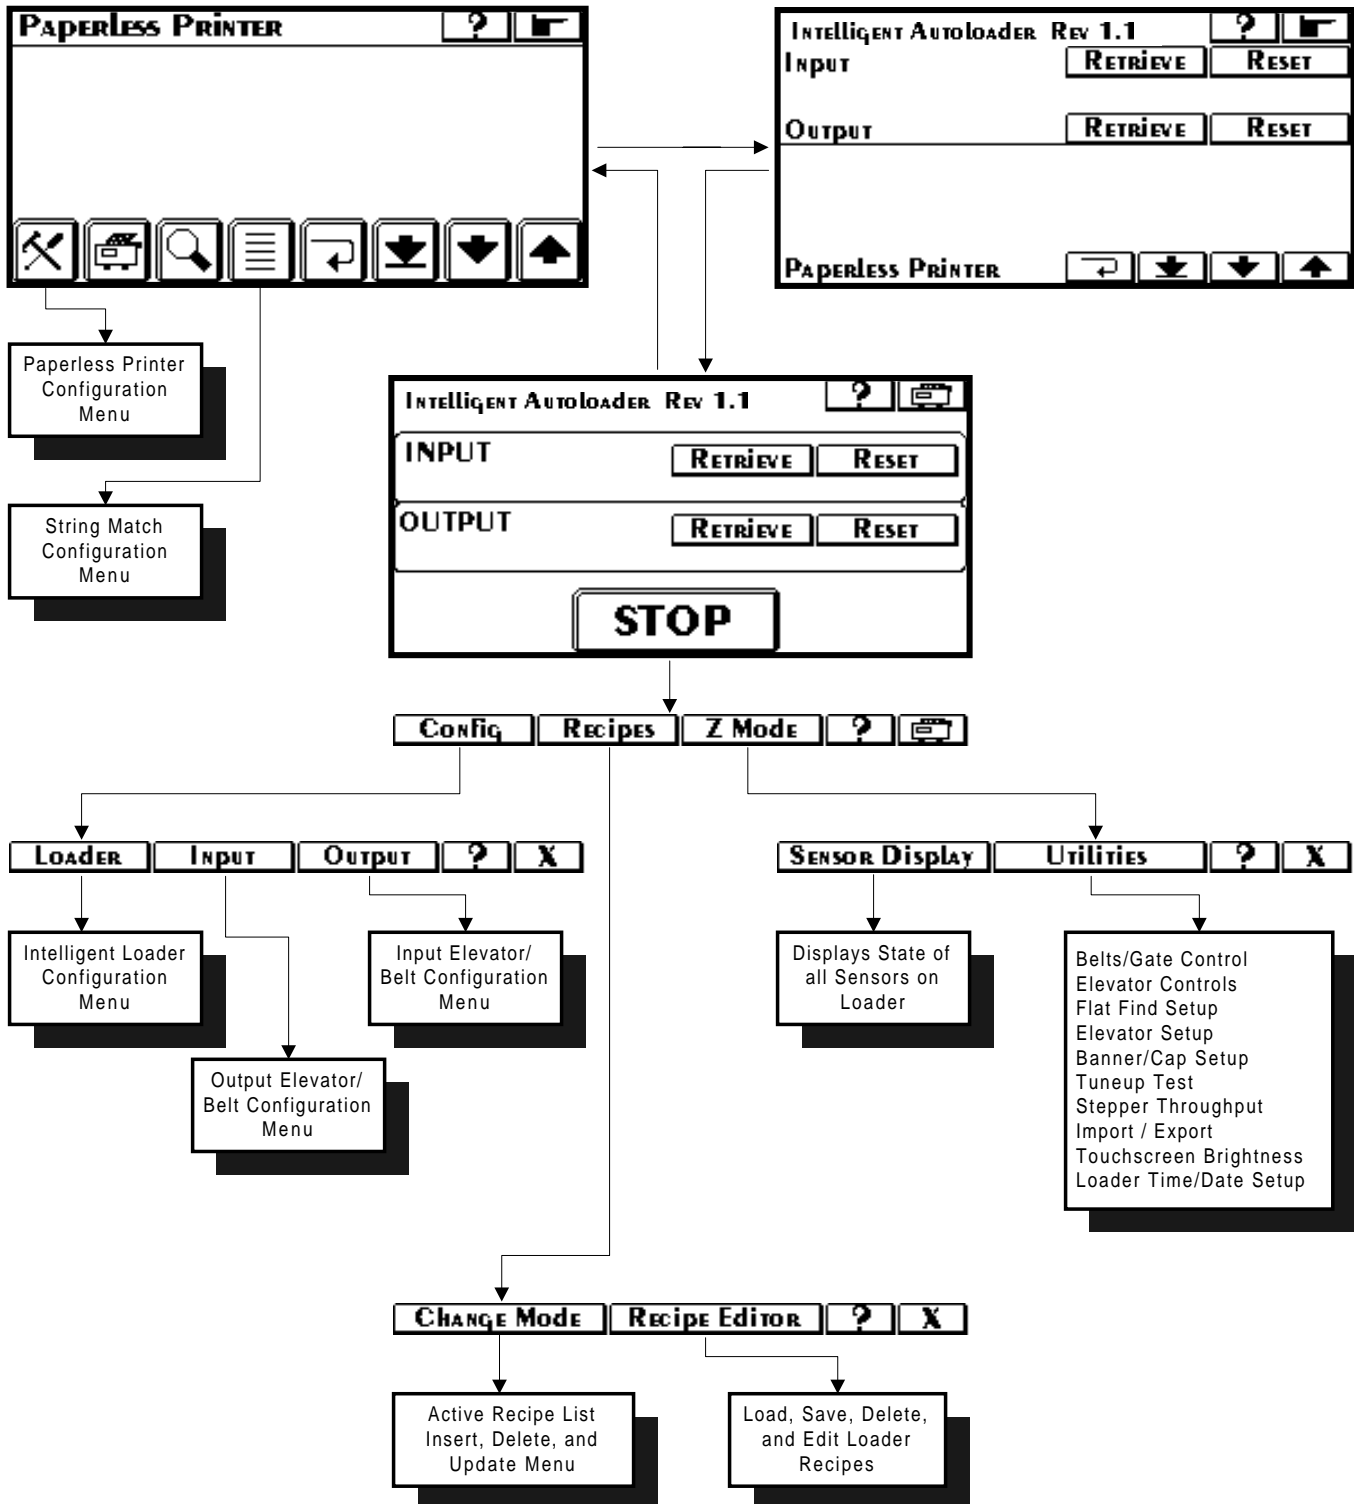 Paperless Printer ?
Intelligent Autoloader Rev 1.1 ?
Input Retrieve Reset
Output Retrieve Reset
Paperless Printer
Paperless Printer
Configuration
Menu
String Match
Configuration
Menu
Intelligent Autoloader Rev 1.1 ?
INPUT Retrieve Reset
OUTPUT Retrieve Reset
STOP
Config Recipes Z Mode ?
Loader Input Output ? X
Sensor Display Utilities ? X
Intelligent Loader
Configuration
Menu
Input Elevator/
Belt Configuration
Menu
Output Elevator/
Belt Configuration
Menu
Displays State of
all Sensors on
Loader
Belts/Gate Control
Elevator Controls
Flat Find Setup
Elevator Setup
Banner/Cap Setup
Tuneup Test
Stepper Throughput
Import / Export
Touchscreen Brightness
Loader Time/Date Setup
Change Mode Recipe Editor ? X
Active Recipe List
Insert, Delete, and
Update Menu
Load, Save, Delete,
and Edit Loader
Recipes